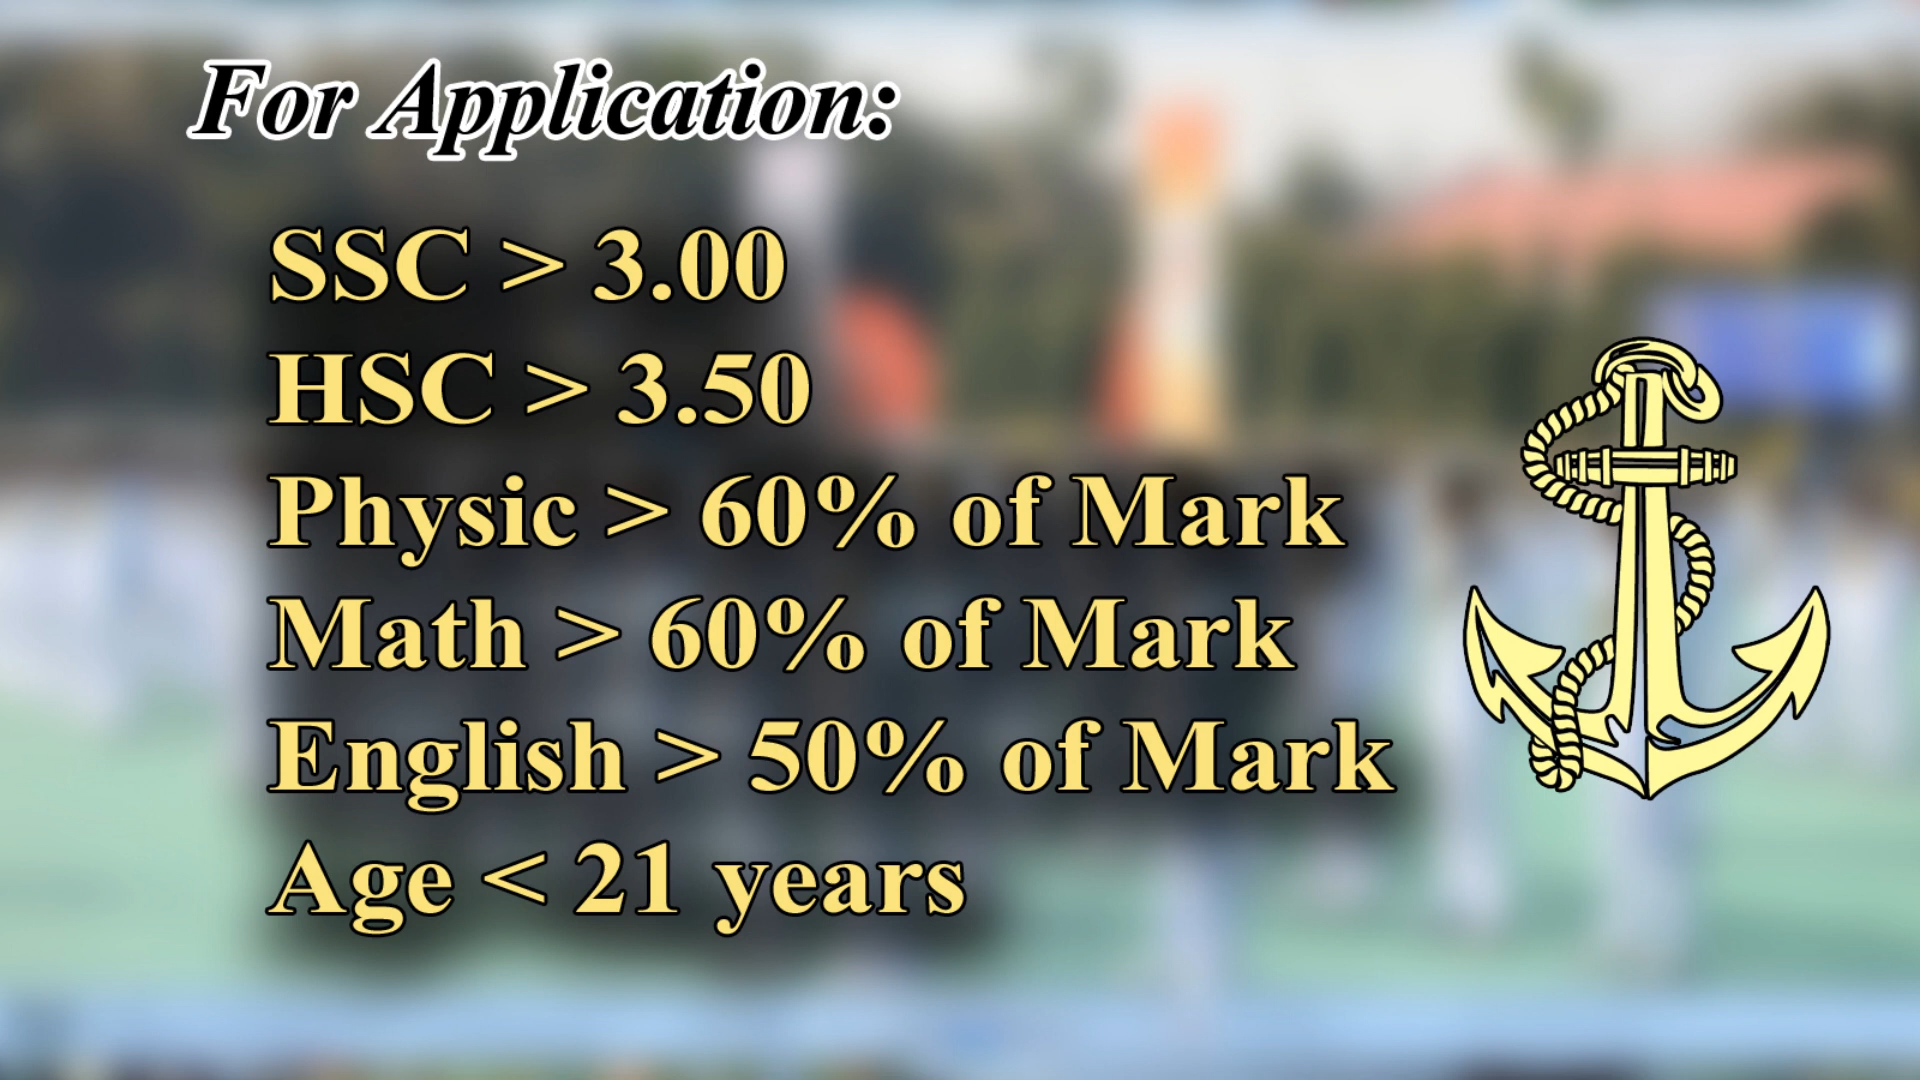 For Application:
SSC > 3.00
HSC > 3.50
Physic > 60% of Mark
Math > 60% of Mark
English > 50% of Mark
Age < 21 years